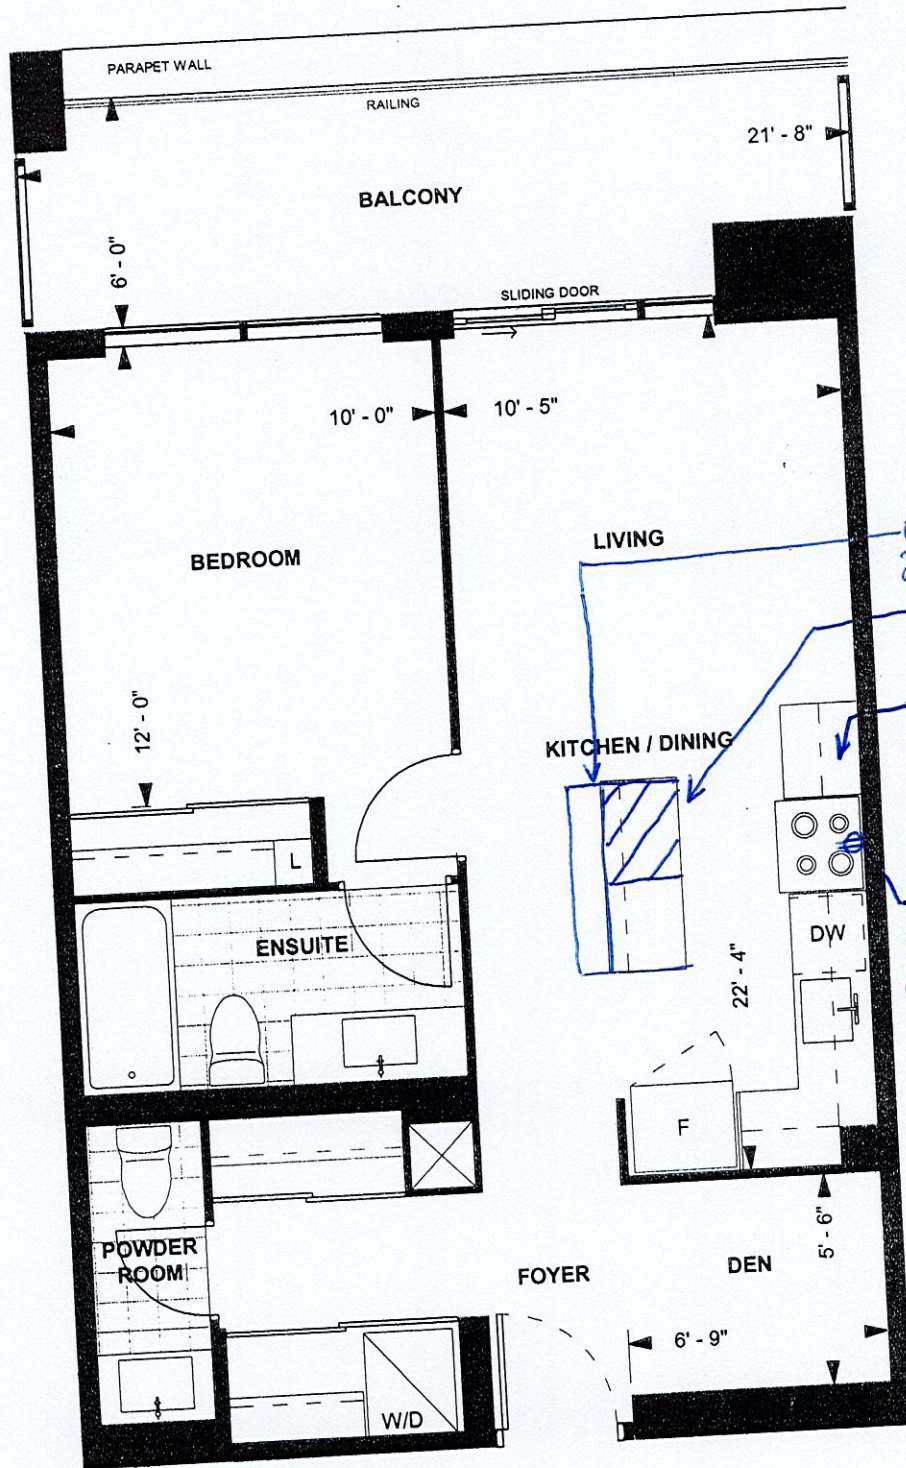 PARAPET WALL
RAILING
21' - 8"
BALCONY
6' - 0"
SLIDING DOOR
10' - 0"
10' - 5"
LIVING
BEDROOM
12' - 0"
KITCHEN / DINING
L
ENSUITE
DW
22' - 4"
F
POWDER
ROOM
FOYER
DEN
5' - 6"
6' - 9"
W/D